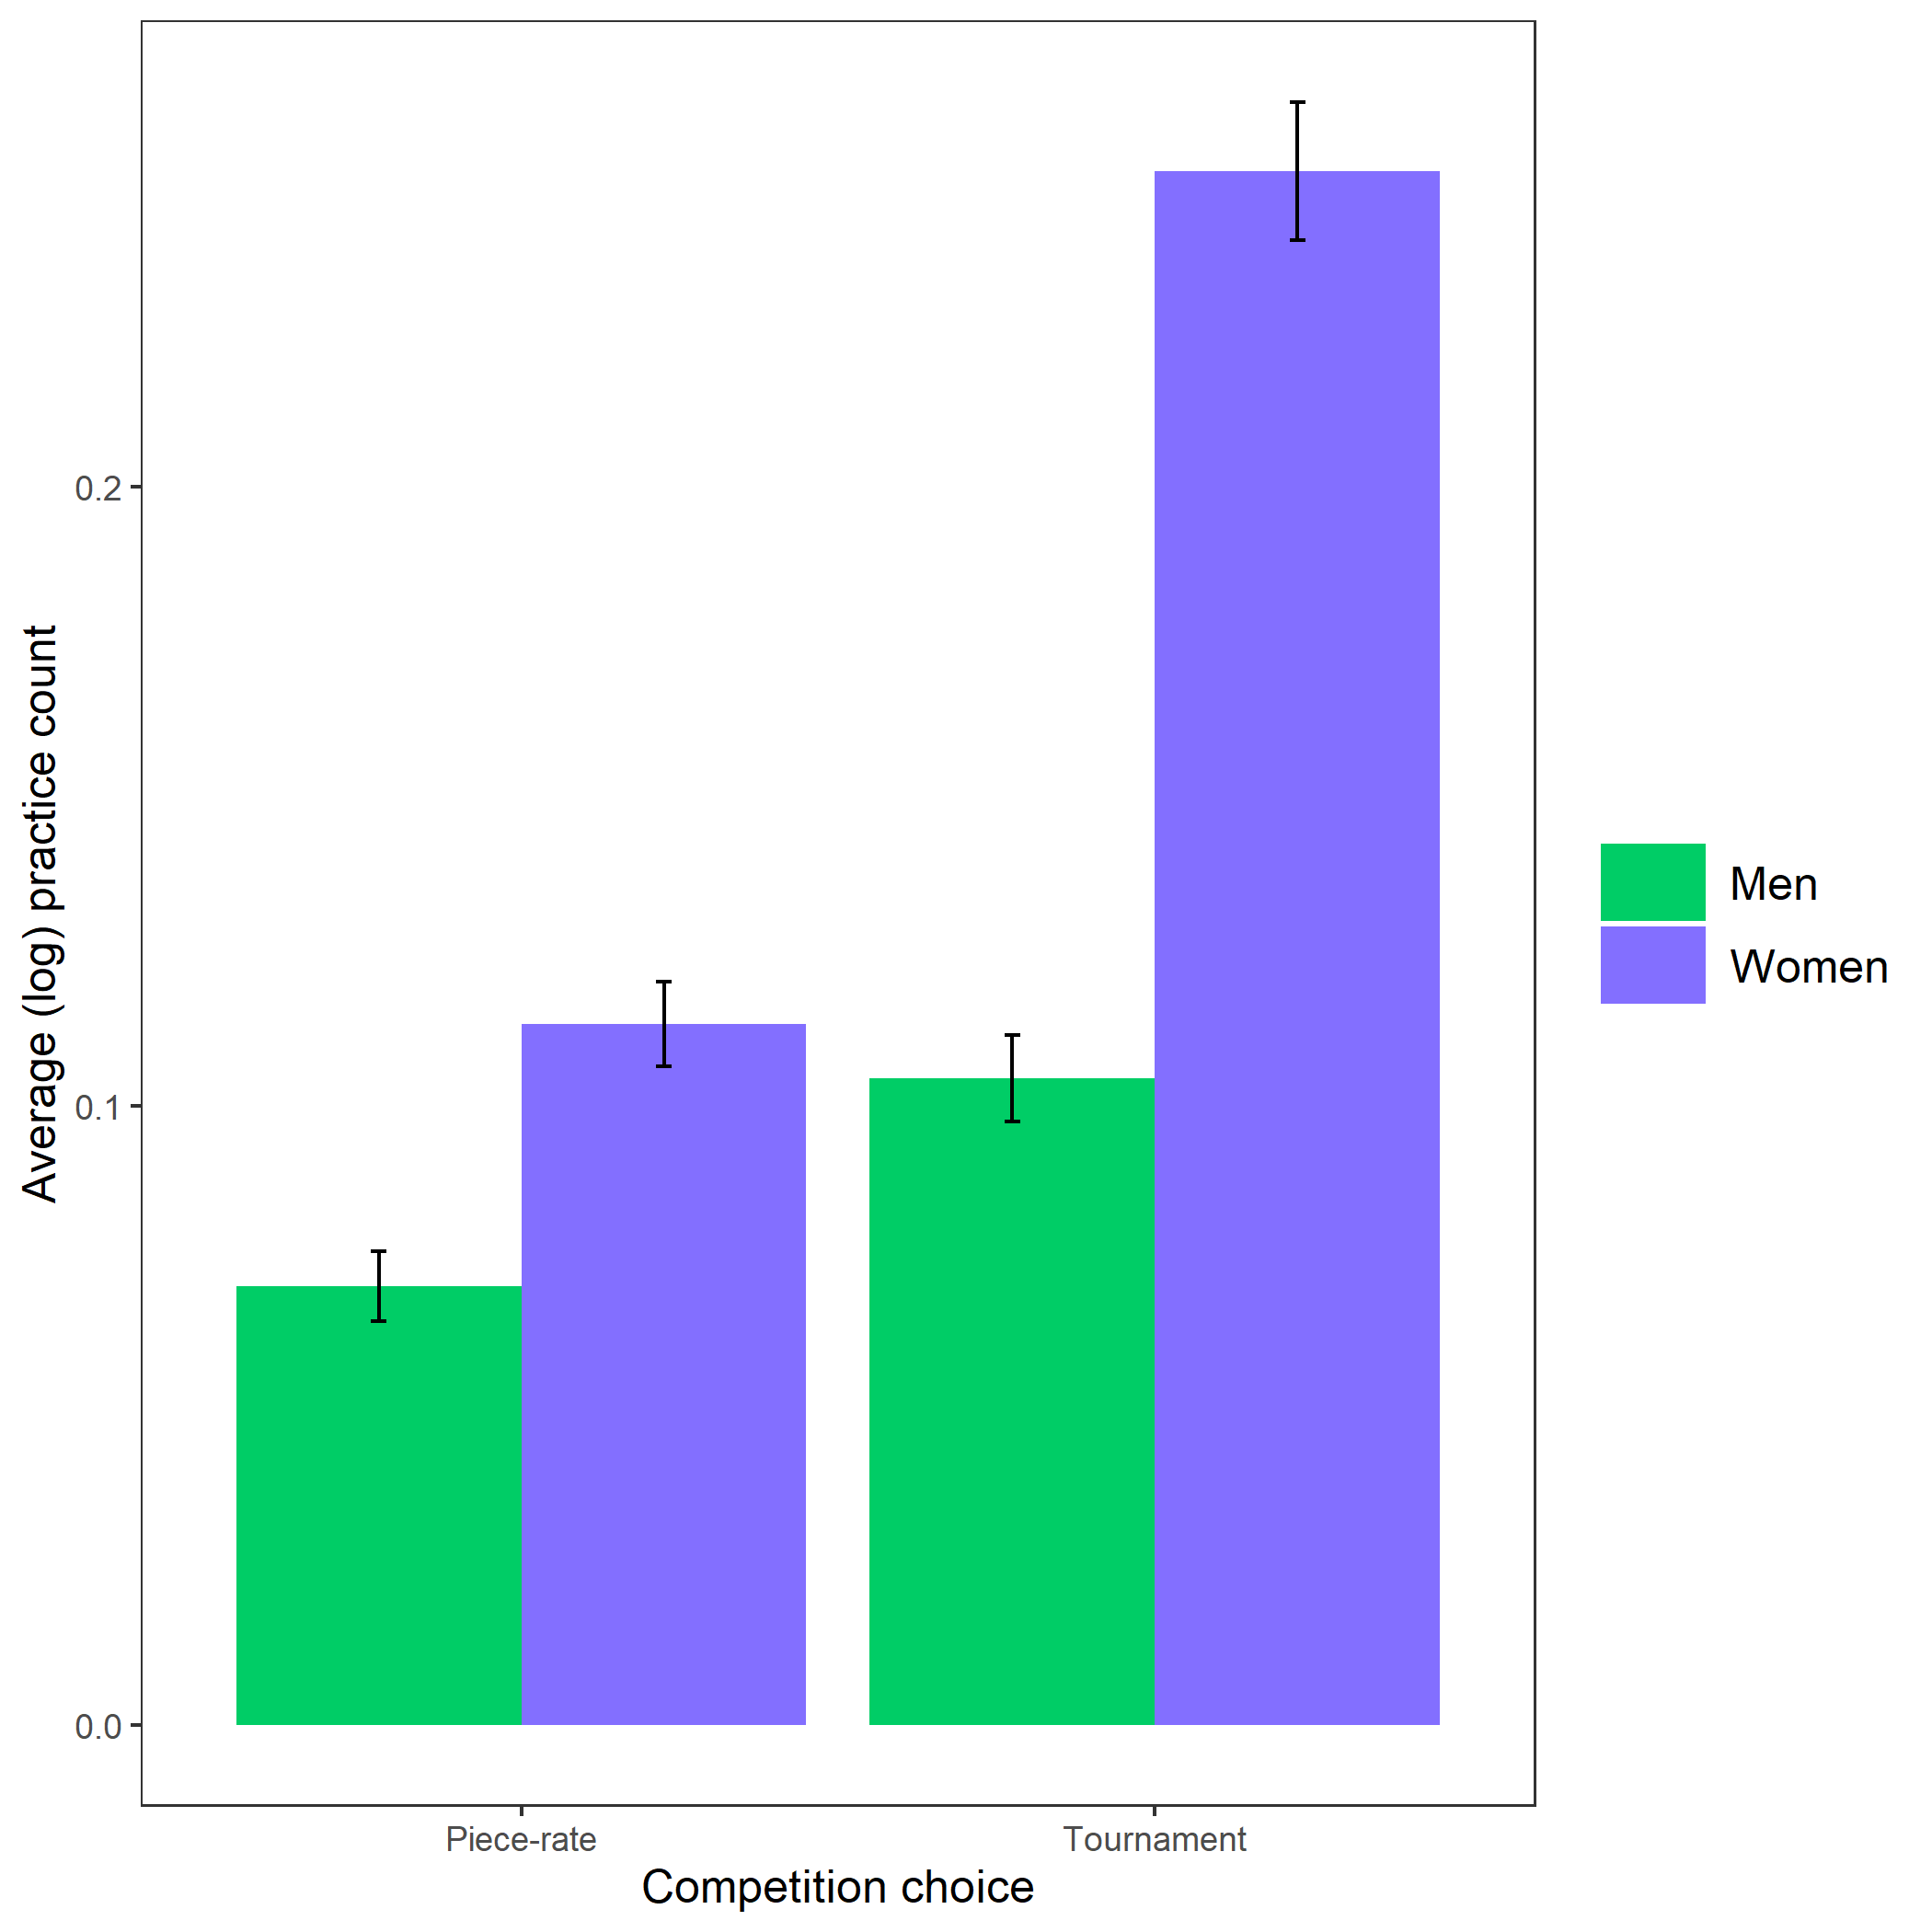 Average (log) practice count
0.2
0.1
0.0
Piece-rate
Tournament
Competition choice
Men
Women